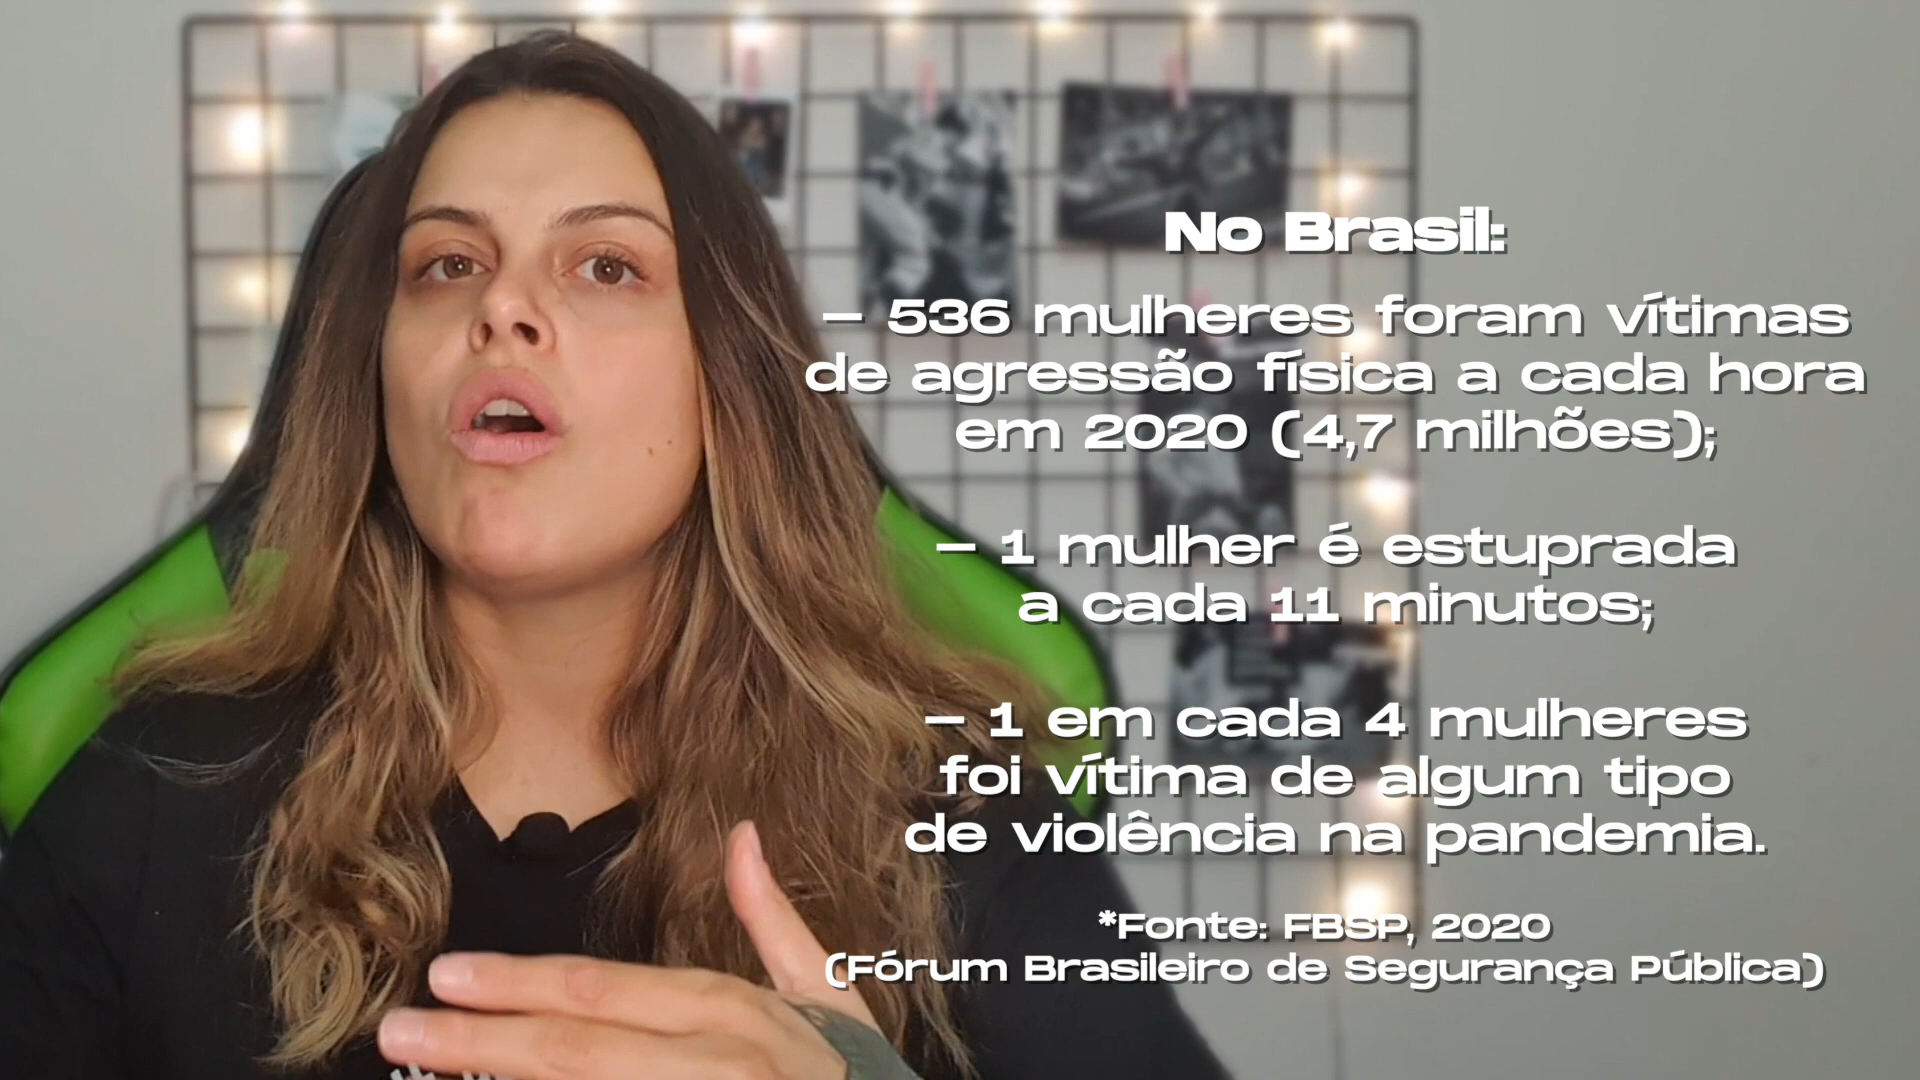 No Brasil:
– 536 mulheres foram vítimas
de agressão física a cada hora
em 2020 (4,7 milhões);
– 1 mulher é estuprada
a cada 11 minutos;
– 1 em cada 4 mulheres
foi vítima de algum tipo
de violência na pandemia.
*Fonte: FBSP, 2020
(Fórum Brasileiro de Segurança Pública)